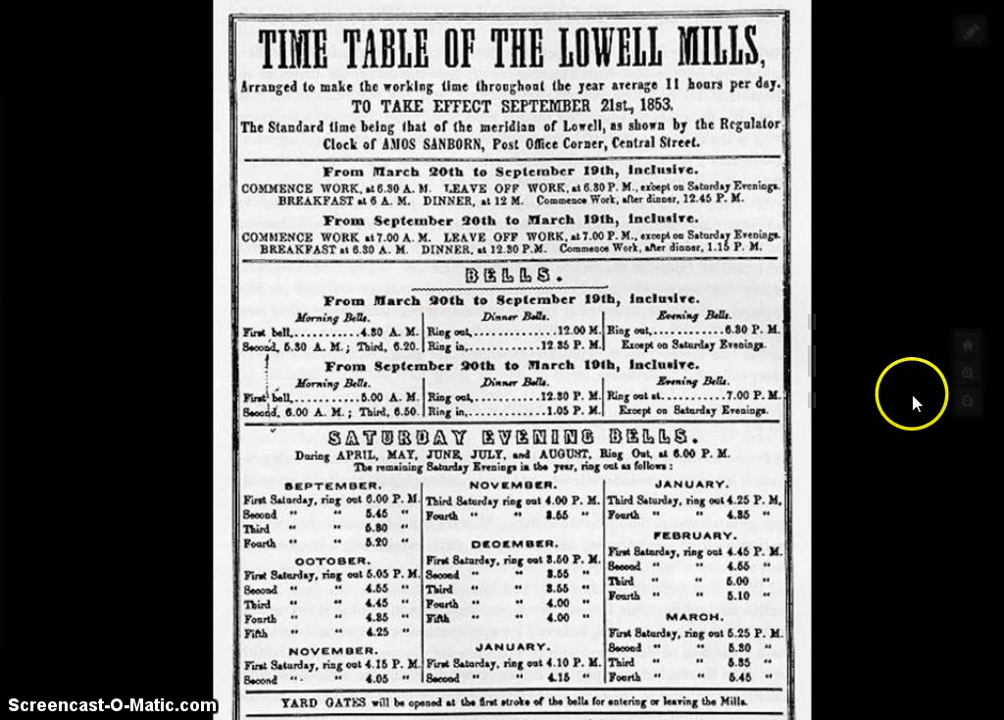 TIME TABLE OF THE LOWELL MILLS,
Arranged to make the working time throughout the year average 11 hours per day.
TO TAKE EFFECT SEPTEMBER 21st., 1853.
The Standard time being that of the meridian of Lowell, as shown by the Regulator
Clock of AMOS SANBORN, Post Office Corner, Central Street.
From March 20th to September 19th, inclusive.
COMMENCE WORK, at 6.30 A. M. LEAVE OFF WORK, at 6.30 P. M., except on Saturday Evenings.
BREAKFAST at 6 A. M. DINNER, at 12 M. Commence Work, after dinner, 12.45 P. M.
From September 20th to March 19th, inclusive.
COMMENCE WORK at 7.00 A. M. LEAVE OFF WORK, at 7.00 P. M., except on Saturday Evenings.
BREAKFAST at 6.30 A. M. DINNER, at 12.30 P.M. Commence Work, after dinner, 1.15 P. M.
BELLS.
From March 20th to September 19th, inclusive.
Morning Bells.
First bell,..........4.30 A. M.
Second, 5.30 A. M.; Third, 6.20.
Dinner Bells.
Ring out,............12.00 M.
Ring in,............12.35 P. M.
Evening Bells.
Ring out,............6.30 P. M.
Except on Saturday Evenings.
From September 20th to March 19th, inclusive.
Morning Bells.
First bell,..........5.00 A. M.
Second, 6.00 A. M.; Third, 6.50.
Dinner Bells.
Ring out,..........12.30 P. M.
Ring in,............1.05 P. M.
Evening Bells.
Ring out at..........7.00 P. M.
Except on Saturday Evenings.
SATURDAY EVENING BELLS.
During APRIL, MAY, JUNE, JULY, and AUGUST, Ring Out, at 6.00 P. M.
The remaining Saturday Evenings in the year, ring out as follows:
SEPTEMBER.
First Saturday, ring out 6.00 P. M.
Second " " 5.45 "
Third " " 5.30 "
Fourth " " 5.20 "
OCTOBER.
First Saturday, ring out 5.05 P. M.
Second " " 4.55 "
Third " " 4.45 "
Fourth " " 4.35 "
Fifth " " 4.25 "
NOVEMBER.
First Saturday, ring out 4.15 P. M.
Second " " 4.05 "
NOVEMBER.
Third Saturday ring out 4.00 P. M.
Fourth " " 3.55 "
DECEMBER.
First Saturday, ring out 3.50 P. M.
Second " " 3.55 "
Third " " 3.55 "
Fourth " " 4.00 "
Fifth " " 4.00 "
JANUARY.
First Saturday, ring out 4.10 P. M.
Second " " 4.15 "
JANUARY.
Third Saturday, ring out 4.25 P. M.
Fourth " " 4.35 "
FEBRUARY.
First Saturday, ring out 4.45 P. M.
Second " " 4.55 "
Third " " 5.00 "
Fourth " " 5.10 "
MARCH.
First Saturday, ring out 5.25 P. M.
Second " " 5.30 "
Third " " 5.35 "
Fourth " " 5.45 "
YARD GATES will be opened at the first stroke of the bells for entering or leaving the Mills.
Screencast-O-Matic.com